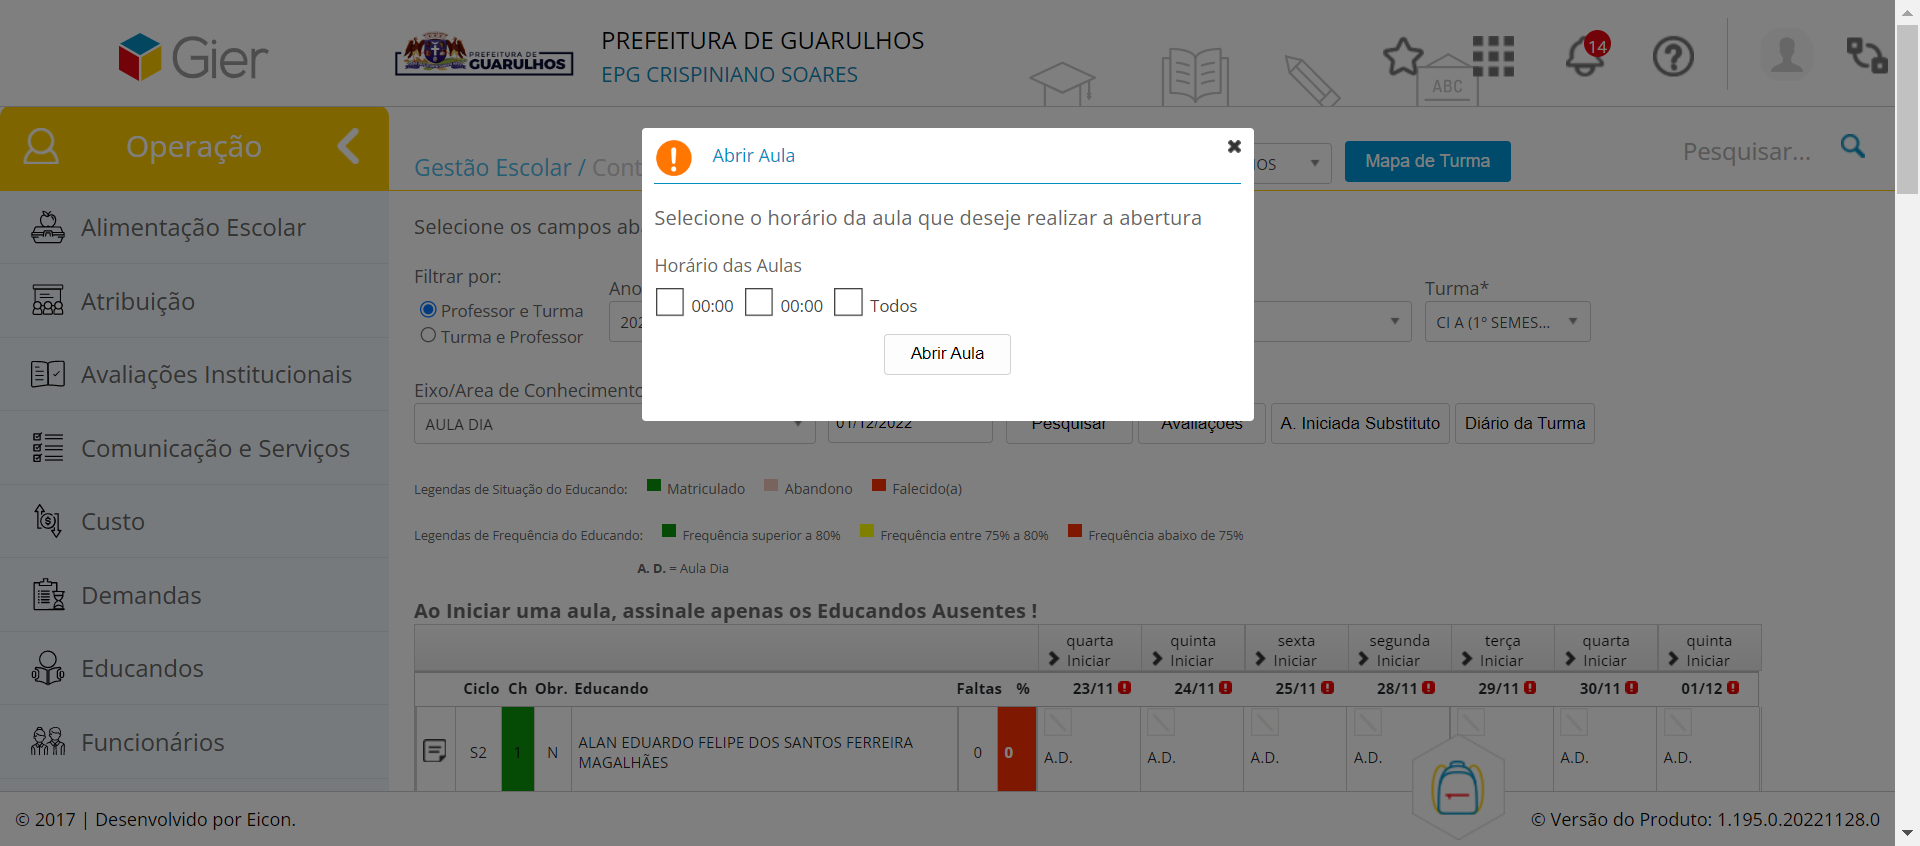 Gier
PREFEITURA DE
GUARULHOS
PREFEITURA DE GUARULHOS
EPG CRISPINIANO SOARES
ABC
14
Operação
Gestão Escolar / Cont
OS
Mapa de Turma
Pesquisar...
Abrir Aula
Selecione o horário da aula que deseje realizar a abertura
Horário das Aulas
00:00 00:00 Todos
Abrir Aula
Alimentação Escolar
Atribuição
Avaliações Institucionais
Comunicação e Serviços
Custo
Demandas
Educandos
Funcionários
Selecione os campos aba
Filtrar por:
Professor e Turma
Turma e Professor
Ano
202
Turma*
CI A (1º SEMES...
Eixo/Area de Conhecimento
AULA DIA
01/12/2022
Pesquisar
Avaliações
A. Iniciada Substituto
Diário da Turma
Legendas de Situação do Educando: Matriculado Abandono Falecido(a)
Legendas de Frequência do Educando: Frequência superior a 80% Frequência entre 75% a 80% Frequência abaixo de 75%
A. D. = Aula Dia
Ao Iniciar uma aula, assinale apenas os Educandos Ausentes !
quarta quinta sexta segunda terça quarta quinta
Iniciar Iniciar Iniciar Iniciar Iniciar Iniciar Iniciar
Ciclo Ch Obr. Educando Faltas % 23/11 24/11 25/11 28/11 29/11 30/11 01/12
S2 1 N ALAN EDUARDO FELIPE DOS SANTOS FERREIRA
MAGALHÃES
0 0 A.D. A.D. A.D. A.D. A.D. A.D.
© 2017 | Desenvolvido por Eicon.
© Versão do Produto: 1.195.0.20221128.0